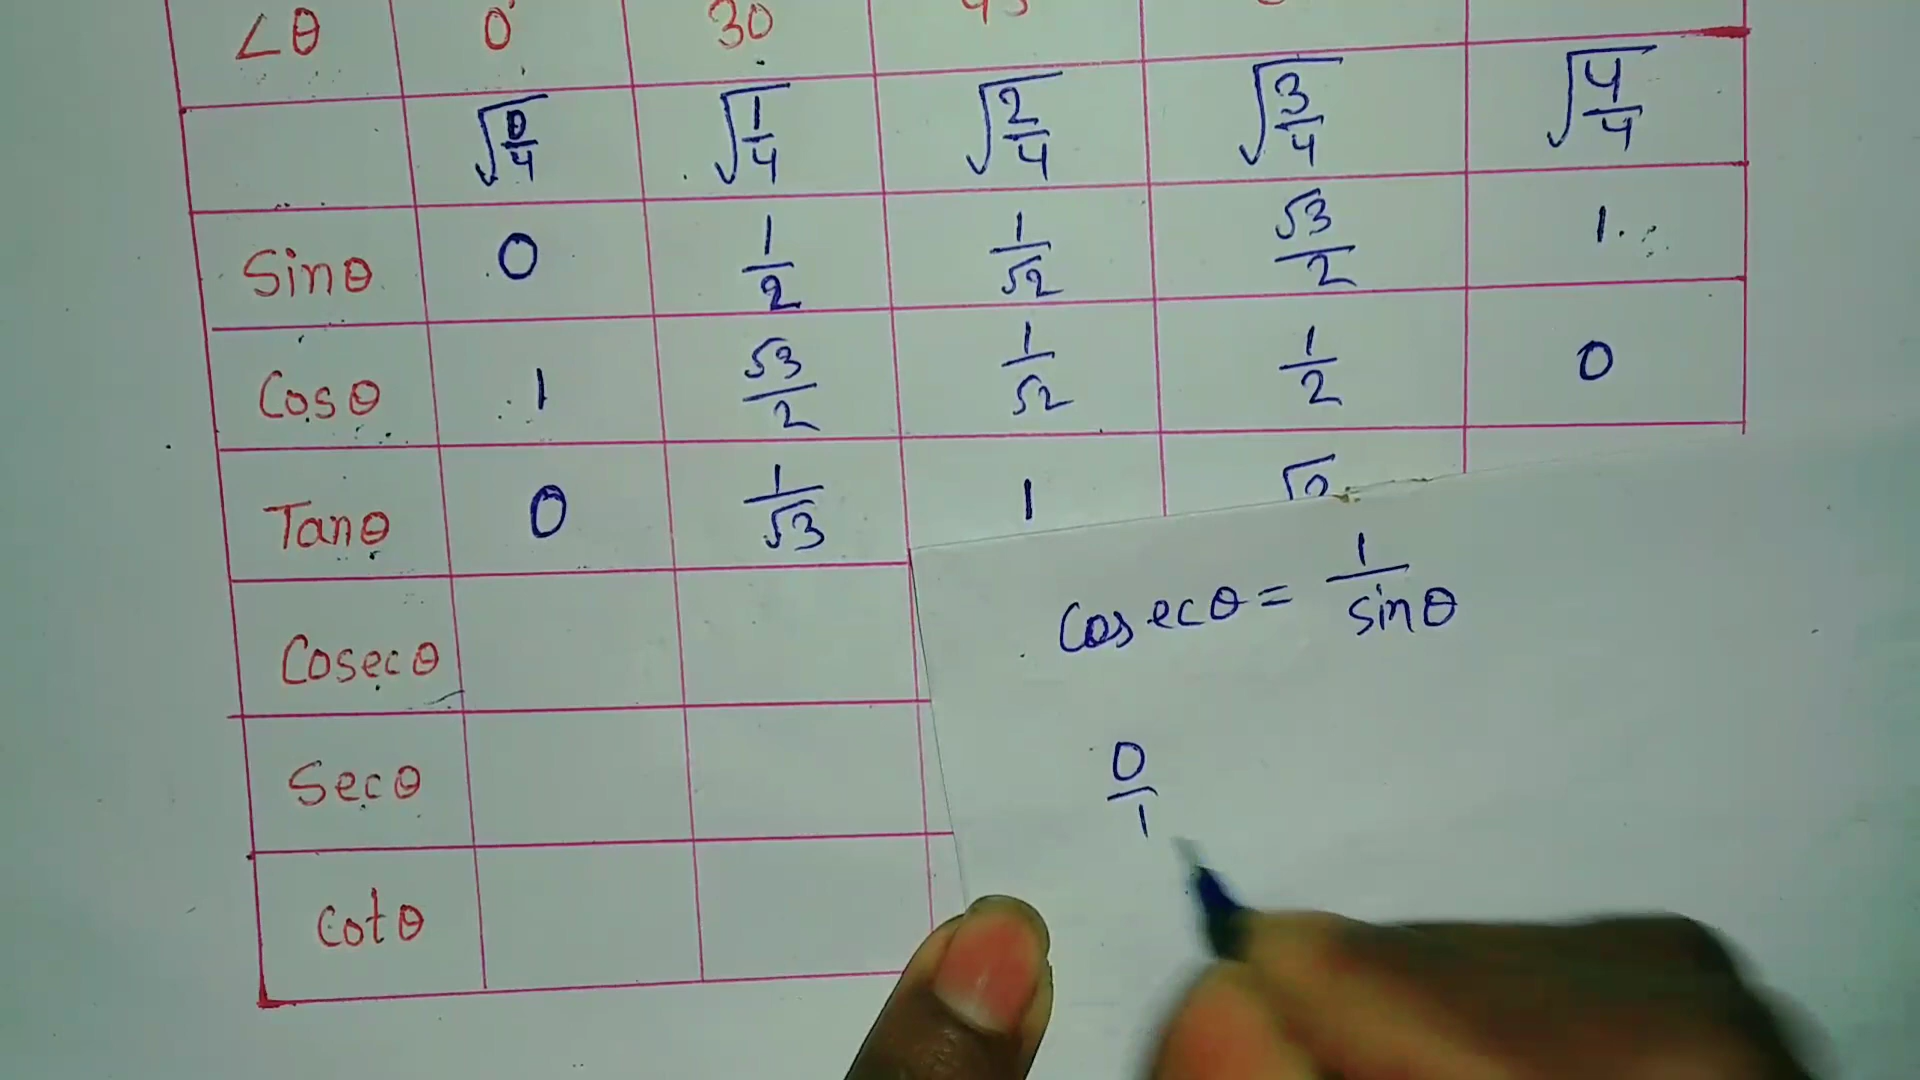 ∠θ 0° 30 45
√0/4 √1/4 √2/4 √3/4 √4/4
Sinθ 0 1/2 1/√2 √3/2 1
Cosθ 1 √3/2 1/√2 1/2 0
Tanθ 0 1/√3 1
Cosecθ
Secθ
Cotθ
Cosecθ = 1/sinθ
0/1